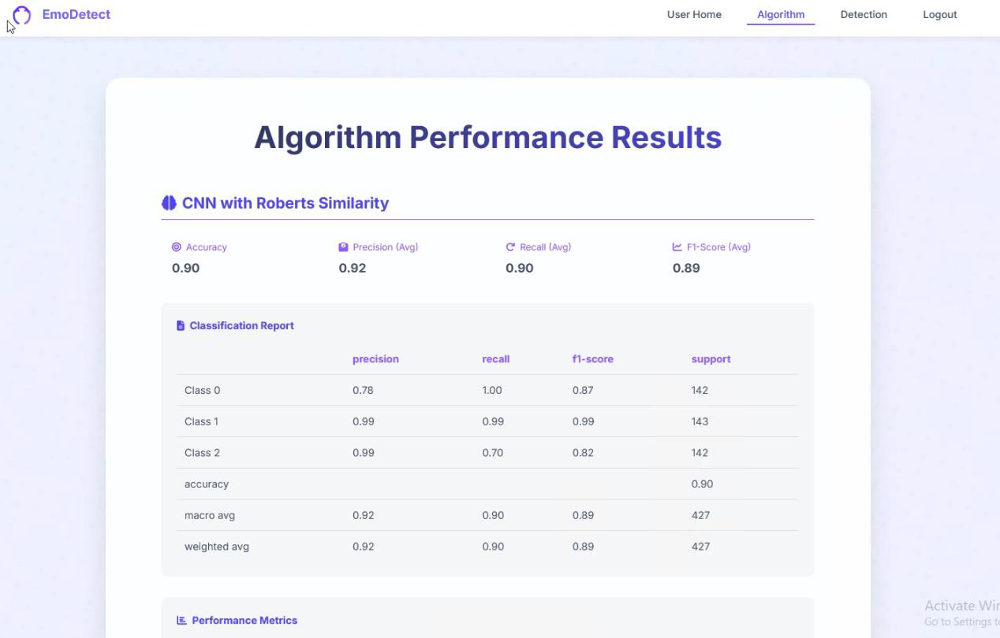 EmoDetect User Home Algorithm Detection Logout
Algorithm Performance Results
CNN with Roberts Similarity
Accuracy Precision (Avg) Recall (Avg) F1-Score (Avg)
0.90 0.92 0.90 0.89
Classification Report
precision recall f1-score support
Class 0 0.78 1.00 0.87 142
Class 1 0.99 0.99 0.99 143
Class 2 0.99 0.70 0.82 142
accuracy 0.90
macro avg 0.92 0.90 0.89 427
weighted avg 0.92 0.90 0.89 427
Performance Metrics
Activate
Go to Settings